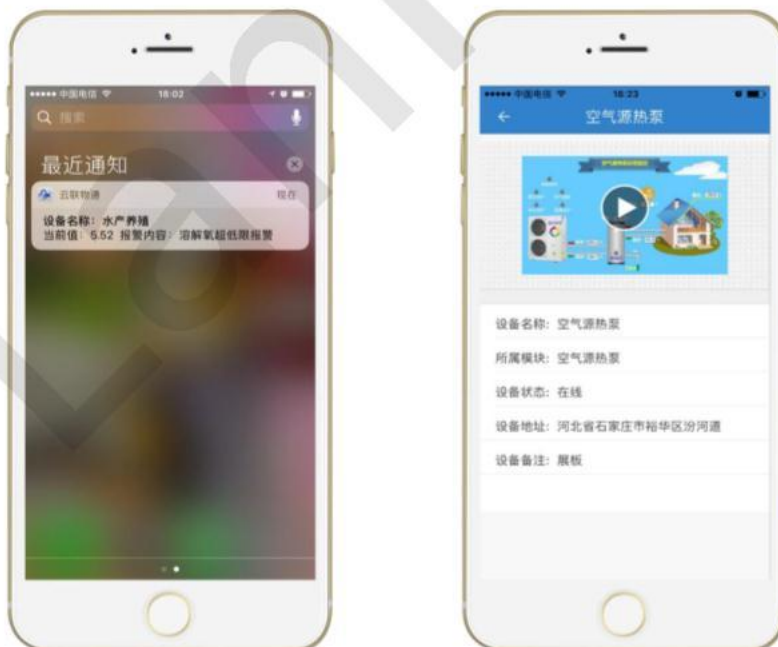 中国电信 18:02
搜索
最近通知
云联物通 现在
设备名称：水产养殖
当前值：5.52 报警内容：溶解氧超低限报警
中国电信 18:23
空气源热泵
设备名称：空气源热泵
所属模块：空气源热泵
设备状态：在线
设备地址：河北省石家庄市裕华区汾河道
设备备注：展板